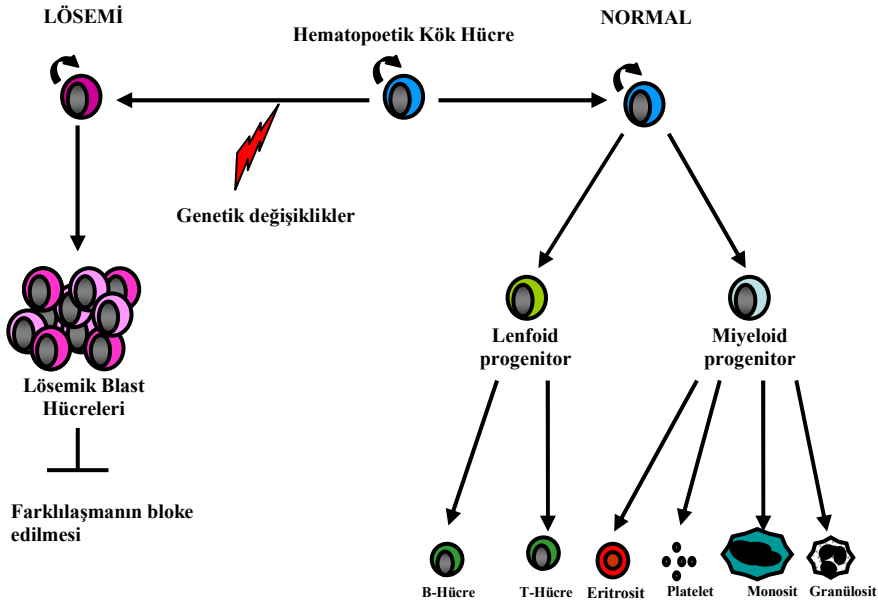 LÖSEMİ
Hematopoetik Kök Hücre
NORMAL
Genetik değişiklikler
Lenfoid
progenitor
Miyeloid
progenitor
Lösemik Blast
Hücreleri
Farklılaşmanın bloke
edilmesi
B-Hücre
T-Hücre
Eritrosit
Platelet
Monosit
Granülosit